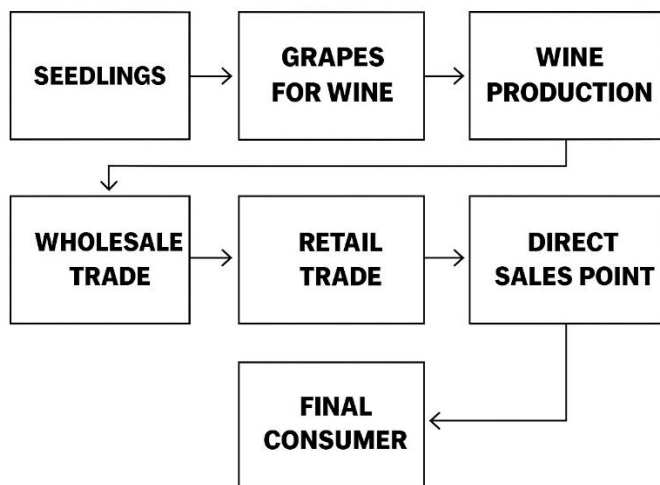 SEEDLINGS
GRAPES
FOR WINE
WINE
PRODUCTION
WHOLESALE
TRADE
RETAIL
TRADE
DIRECT
SALES POINT
FINAL
CONSUMER